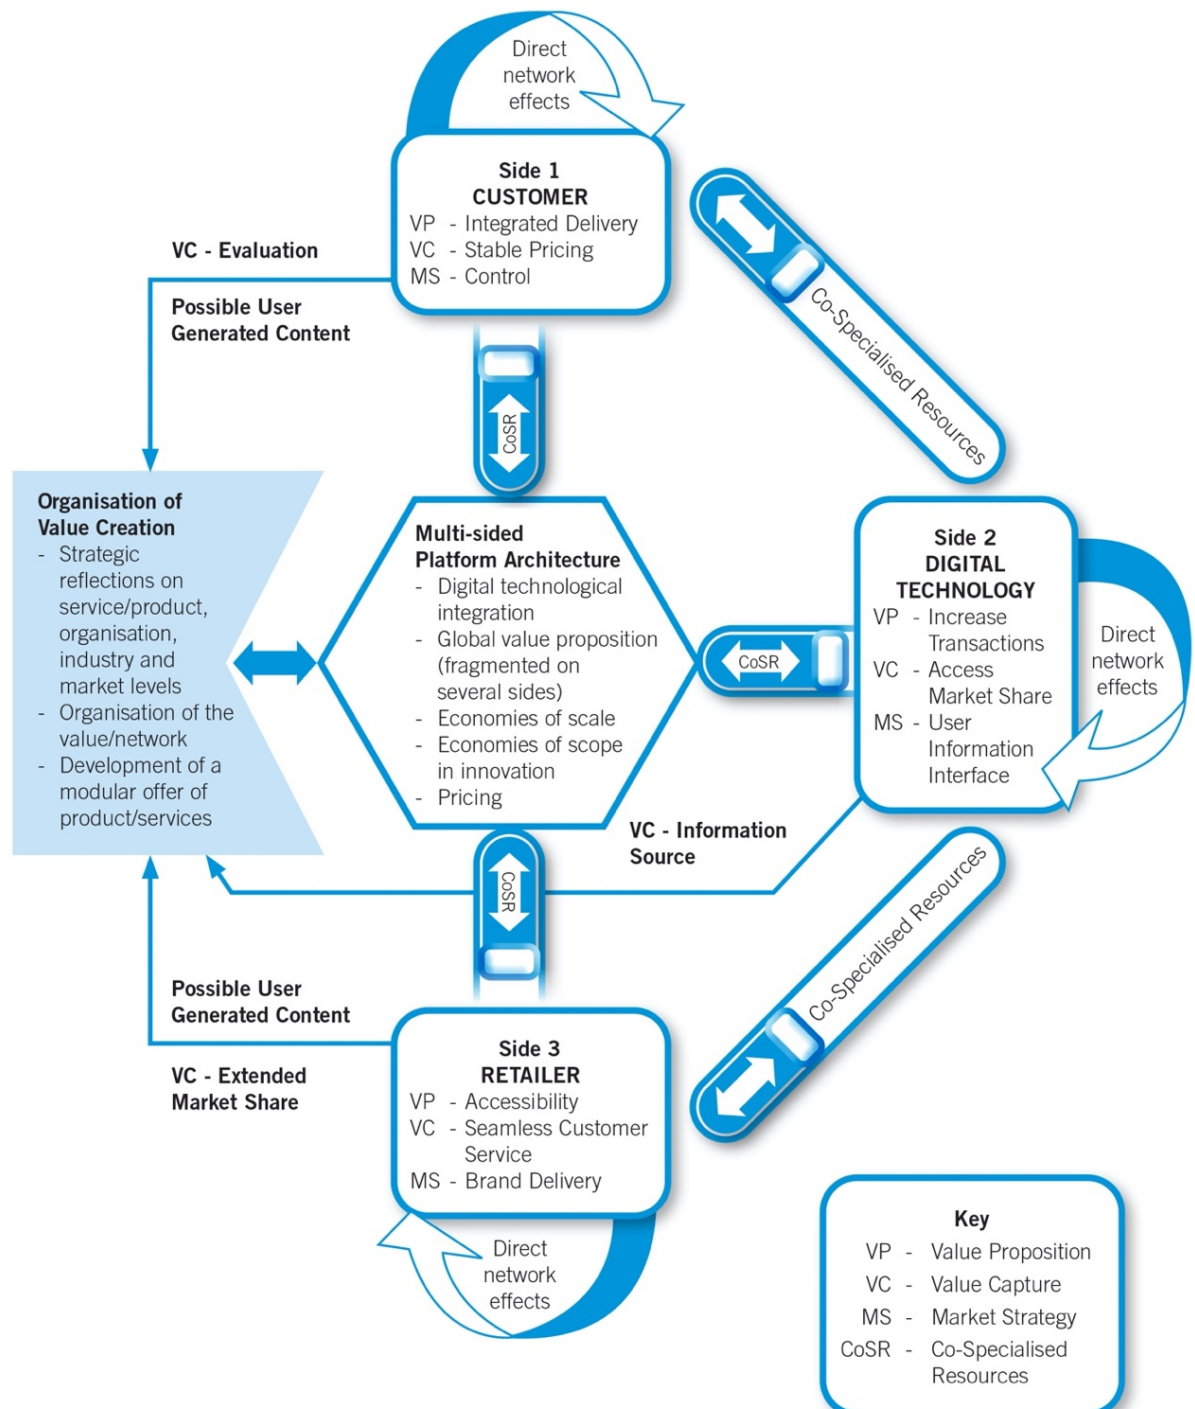 Direct
network
effects
Side 1
CUSTOMER
VP - Integrated Delivery
VC - Stable Pricing
MS - Control
VC - Evaluation
Possible User
Generated Content
Co-Specialised Resources
CoSR
Organisation of
Value Creation
- Strategic
reflections on
service/product,
organisation,
industry and
market levels
- Organisation of the
value/network
- Development of a
modular offer of
product/services
Multi-sided
Platform Architecture
- Digital technological
integration
- Global value proposition
(fragmented on
several sides)
- Economies of scale
- Economies of scope
in innovation
- Pricing
CoSR
Side 2
DIGITAL
TECHNOLOGY
VP - Increase
Transactions
VC - Access
Market Share
MS - User
Information
Interface
Direct
network
effects
VC - Information
Source
CoSR
Co-Specialised Resources
Possible User
Generated Content
VC - Extended
Market Share
Side 3
RETAILER
VP - Accessibility
VC - Seamless Customer
Service
MS - Brand Delivery
Direct
network
effects
Key
VP - Value Proposition
VC - Value Capture
MS - Market Strategy
CoSR - Co-Specialised
Resources